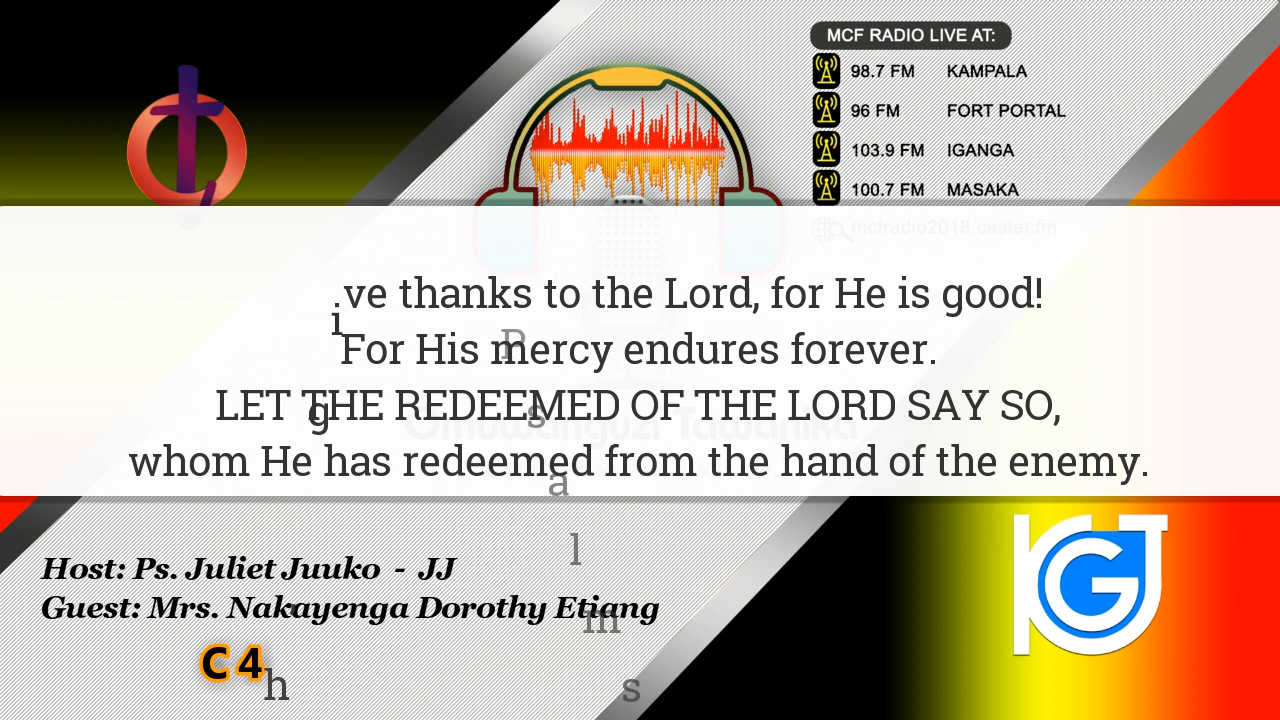 MCF RADIO LIVE AT:
98.7 FM KAMPALA
96 FM FORT PORTAL
103.9 FM IGANGA
100.7 FM MASAKA
mcfradio2018.caster.fm
ve thanks to the Lord, for He is good!
For His mercy endures forever.
LET THE REDEEMED OF THE LORD SAY SO,
whom He has redeemed from the hand of the enemy.
Omuwanguzi Tawanika
Host: Ps. Juliet Juuko - JJ
Guest: Mrs. Nakayenga Dorothy Etiang
C4
Psalms